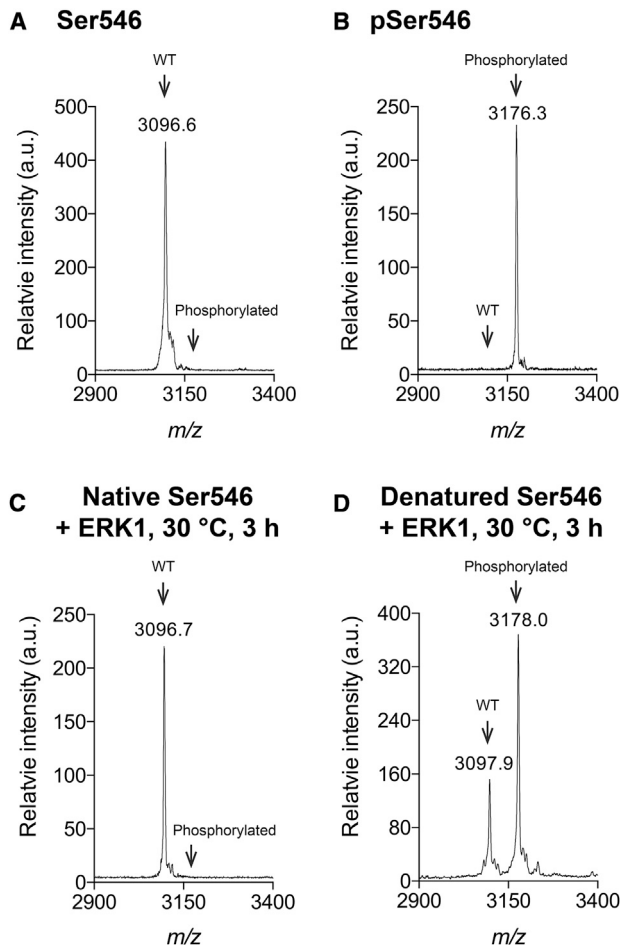 A Ser546
WT
3096.6
Phosphorylated
Relatvie intensity (a.u.)
500
400
300
200
100
0
2900 3150 3400
m/z
B pSer546
Phosphorylated
3176.3
WT
Relatvie intensity (a.u.)
250
200
150
100
50
0
2900 3150 3400
m/z
C Native Ser546
+ ERK1, 30 °C, 3 h
WT
3096.7
Phosphorylated
Relatvie intensity (a.u.)
250
200
150
100
50
0
2900 3150 3400
m/z
D Denatured Ser546
+ ERK1, 30 °C, 3 h
Phosphorylated
3178.0
WT
3097.9
Relatvie intensity (a.u.)
400
320
240
160
80
0
2900 3150 3400
m/z